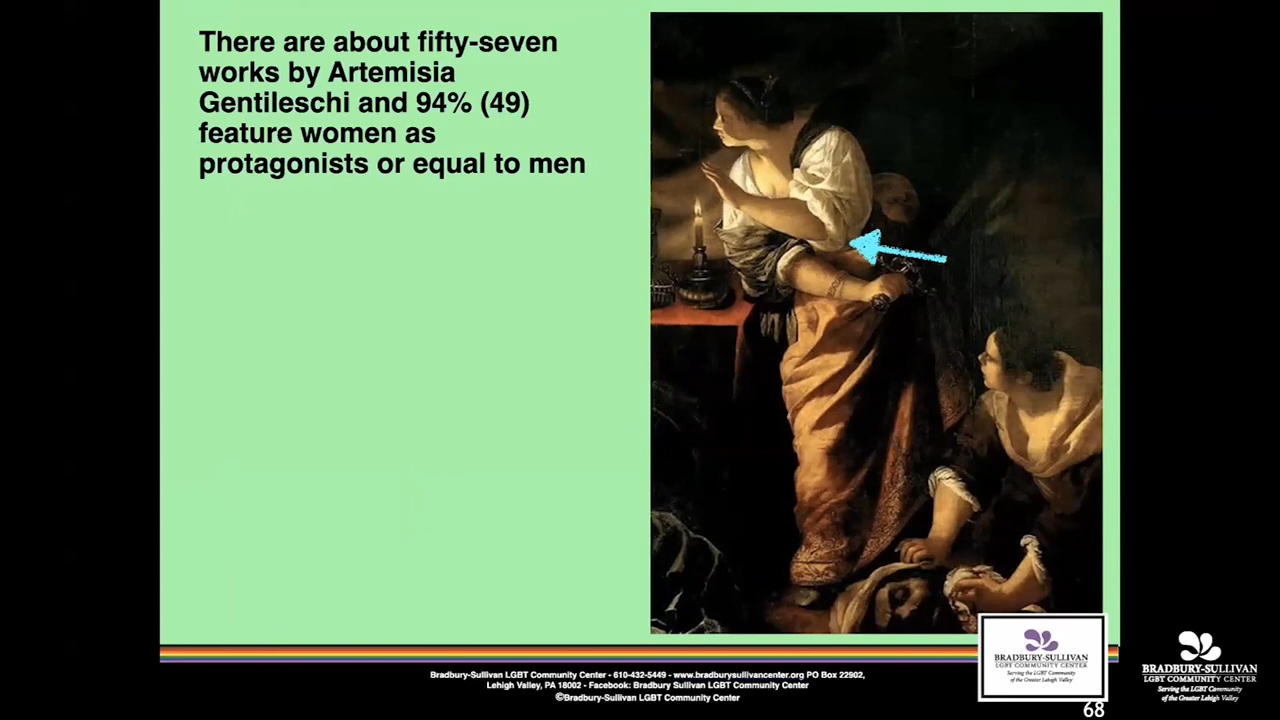 There are about fifty-seven
works by Artemisia
Gentileschi and 94% (49)
feature women as
protagonists or equal to men
BRADBURY-SULLIVAN
LGBT COMMUNITY CENTER
Serving the LGBT Community
of the Greater Lehigh Valley
BRADBURY-SULLIVAN
LGBT COMMUNITY CENTER
Serving the LGBT Community
of the Greater Lehigh Valley
Bradbury-Sullivan LGBT Community Center - 610-432-5449 - www.bradburysullivancenter.org PO Box 22902,
Lehigh Valley, PA 18002 - Facebook: Bradbury Sullivan LGBT Community Center
©Bradbury-Sullivan LGBT Community Center
68